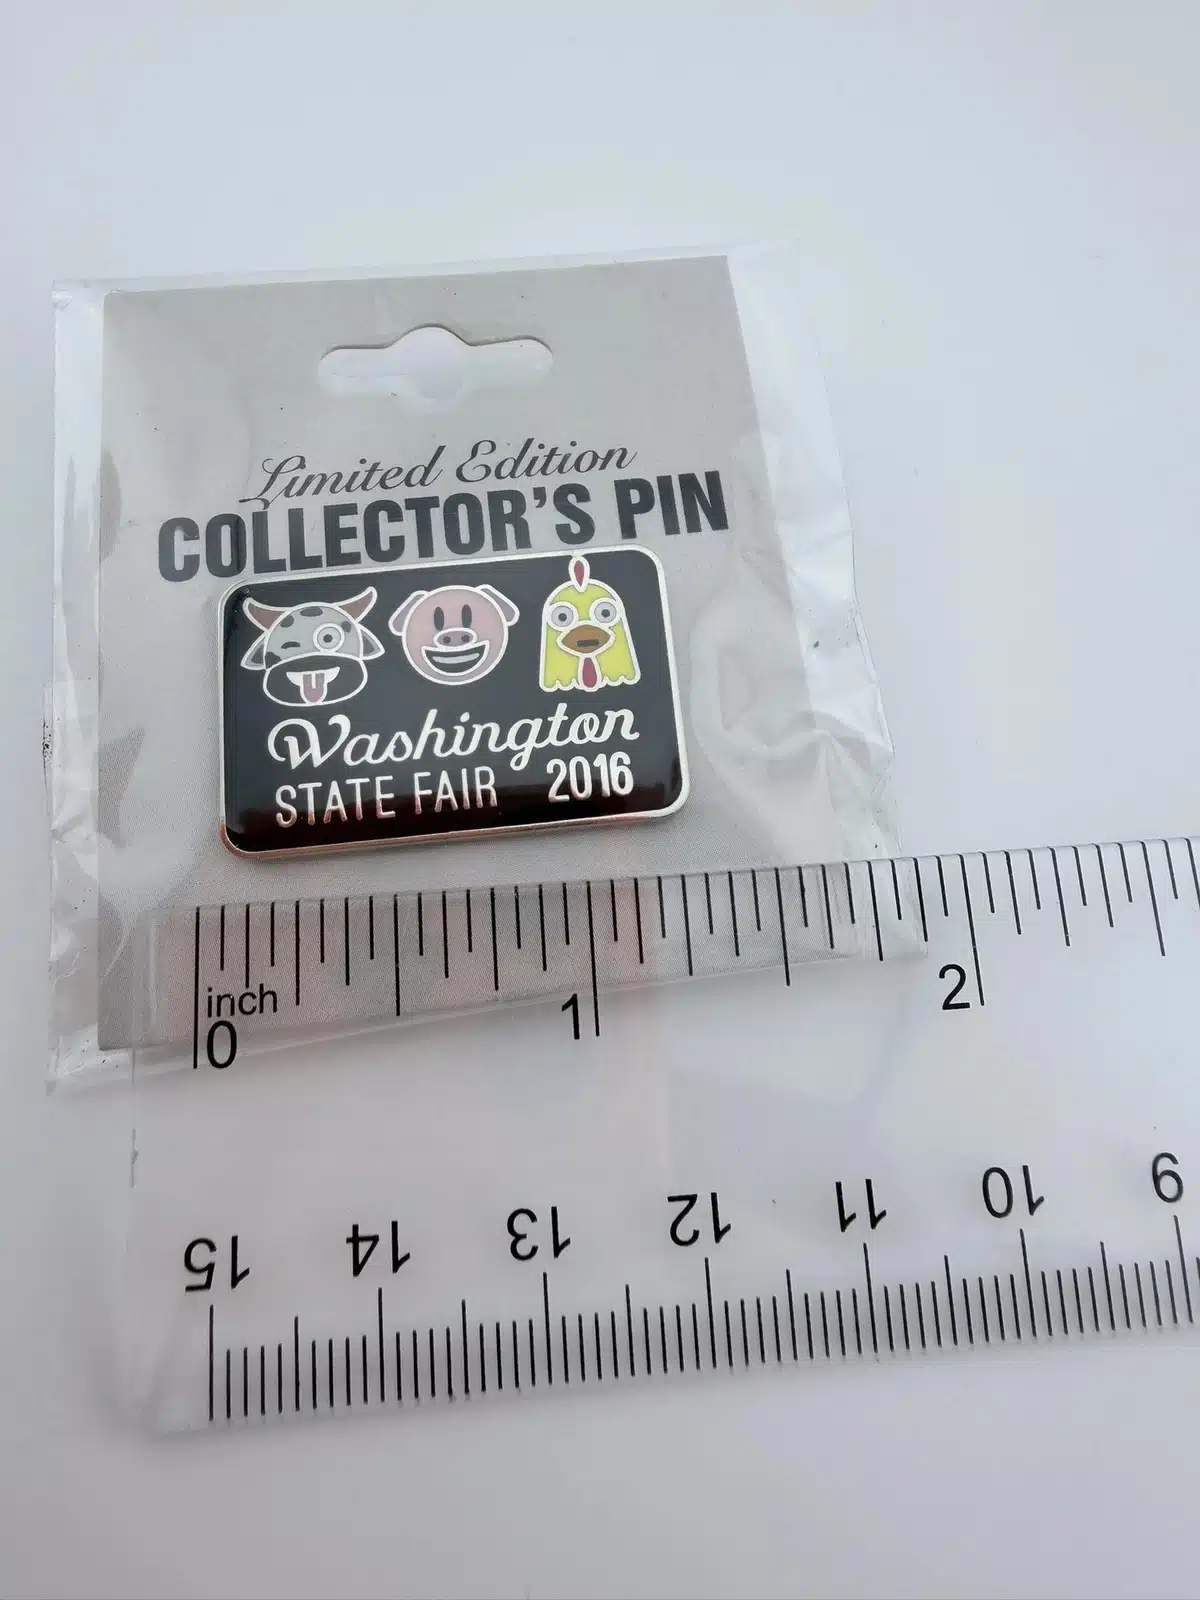 Limited Edition
COLLECTOR'S PIN
Washington
STATE FAIR 2016
inch
0 1 2
15 14 13 12 11 10 9